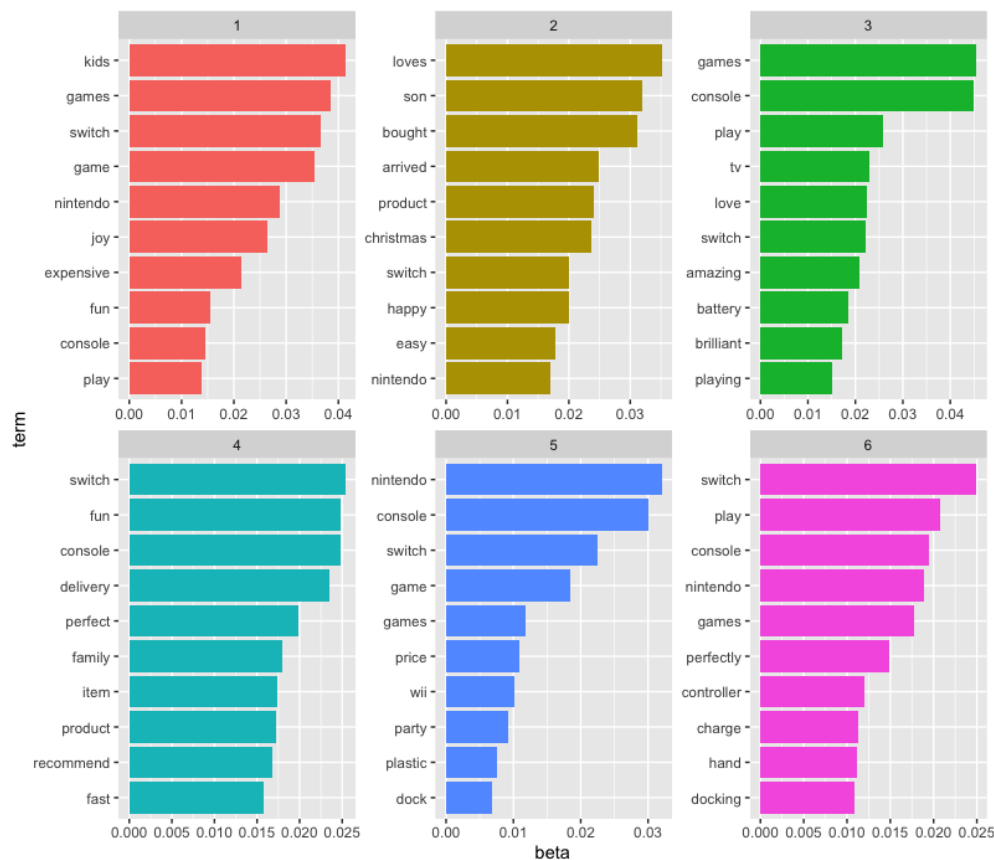 1
kids
games
switch
game
nintendo
joy
expensive
fun
console
play
0.00 0.01 0.02 0.03 0.04
2
loves
son
bought
arrived
product
christmas
switch
happy
easy
nintendo
0.00 0.01 0.02 0.03
3
games
console
play
tv
love
switch
amazing
battery
brilliant
playing
0.00 0.01 0.02 0.03 0.04
term
4
switch
fun
console
delivery
perfect
family
item
product
recommend
fast
0.000 0.005 0.010 0.015 0.020 0.025
5
nintendo
console
switch
game
games
price
wii
party
plastic
dock
0.00 0.01 0.02 0.03
6
switch
play
console
nintendo
games
perfectly
controller
charge
hand
docking
0.000 0.005 0.010 0.015 0.020 0.025
beta